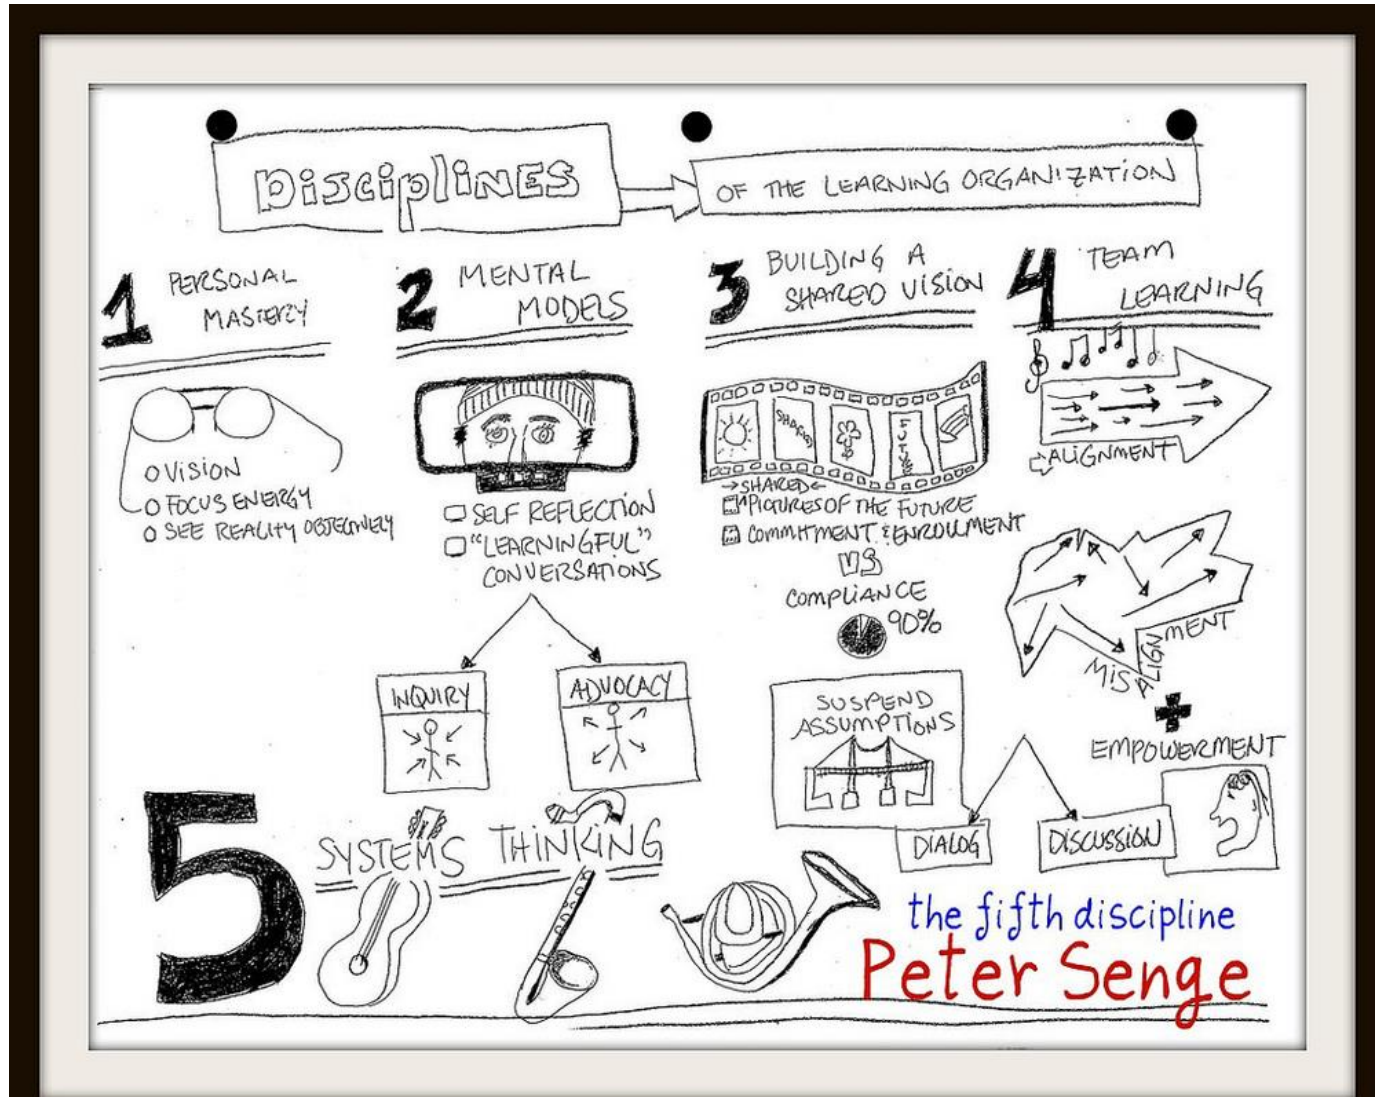 DisciplINES
OF THE LEARNING ORGANIZATION
1 PERSONAL
MASTERY
O VISION
O FOCUS ENERGY
O SEE REALITY OBJECTIVELY
2 MENTAL
MODELS
SELF REFLECTION
"LEARNINGFUL"
CONVERSATIONS
INQUIRY
ADVOCACY
3 BUILDING A
SHARED VISION
SHARED
FUTURE
SHARED
PICTURES OF THE FUTURE
COMMITMENT & ENROLLMENT
VS
COMPLIANCE
90%
4 TEAM
LEARNING
ALIGNMENT
MISALIGNMENT
EMPOWERMENT
SUSPEND
ASSUMPTIONS
DIALOG
DISCUSSION
5 SYSTEMS THINKING
the fifth discipline
Peter Senge